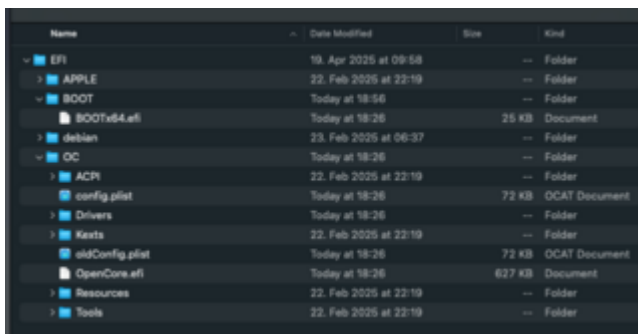 Name Date Modified Size Kind
EFI 19. Apr 2025 at 09:58 -- Folder
APPLE 22. Feb 2025 at 22:19 -- Folder
BOOT Today at 18:56 -- Folder
BOOTx64.efi Today at 18:26 25 KB Document
debian 23. Feb 2025 at 06:37 -- Folder
OC Today at 18:26 -- Folder
ACPI 22. Feb 2025 at 22:19 -- Folder
config.plist Today at 18:26 72 KB OCAT Document
Drivers Today at 18:26 -- Folder
Kexts 22. Feb 2025 at 22:19 -- Folder
oldConfig.plist Today at 18:26 72 KB OCAT Document
OpenCore.efi Today at 18:26 627 KB Document
Resources 22. Feb 2025 at 22:19 -- Folder
Tools 22. Feb 2025 at 22:19 -- Folder